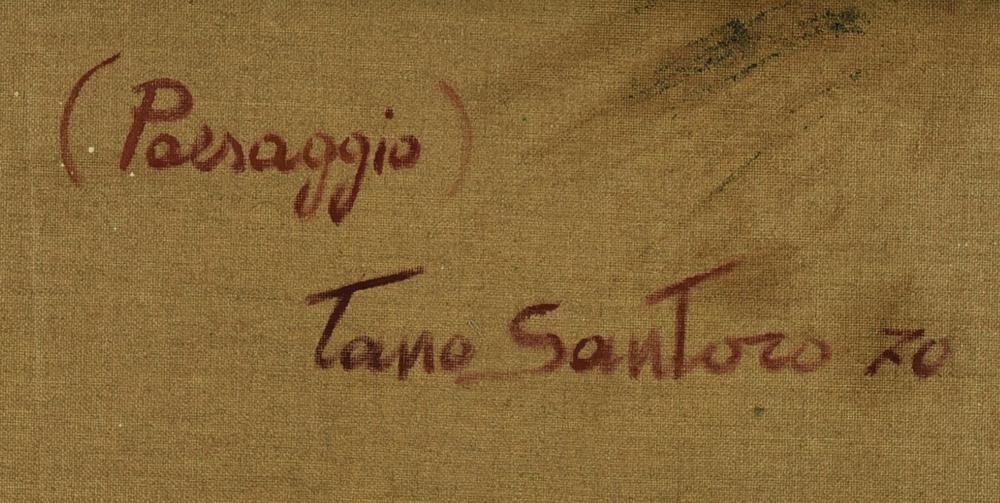 (Paesaggio)
Tano Santoro 70